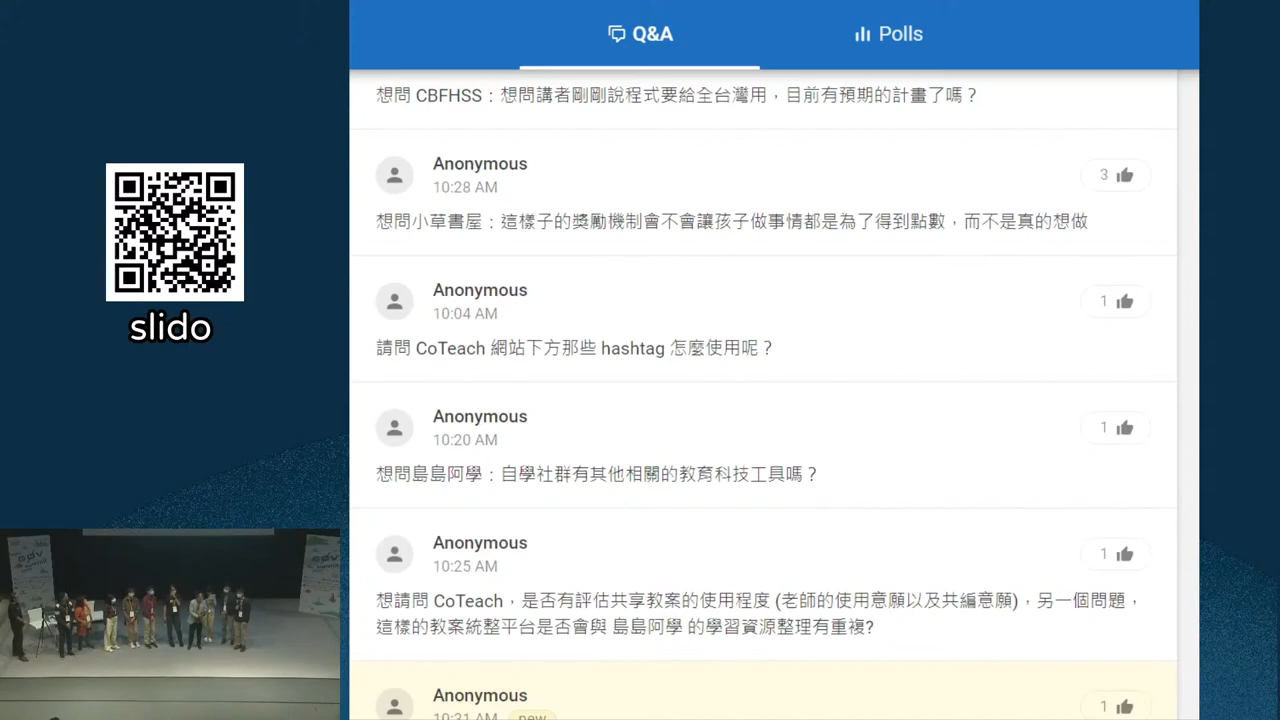 Q&A
Polls
想問 CBFHSS：想問講者剛剛說程式要給全台灣用，目前有預期的計畫了嗎？
Anonymous
10:28 AM
3
想問小草書屋：這樣子的獎勵機制會不會讓孩子做事情都是為了得到點數，而不是真的想做
Anonymous
10:04 AM
1
請問 CoTeach 網站下方那些 hashtag 怎麼使用呢？
Anonymous
10:20 AM
1
想問島島阿學：自學社群有其他相關的教育科技工具嗎？
Anonymous
10:25 AM
1
想請問 CoTeach，是否有評估共享教案的使用程度 (老師的使用意願以及共編意願)，另一個問題，
這樣的教案統整平台是否會與 島島阿學 的學習資源整理有重複?
Anonymous
10:31 AM new
1
slido